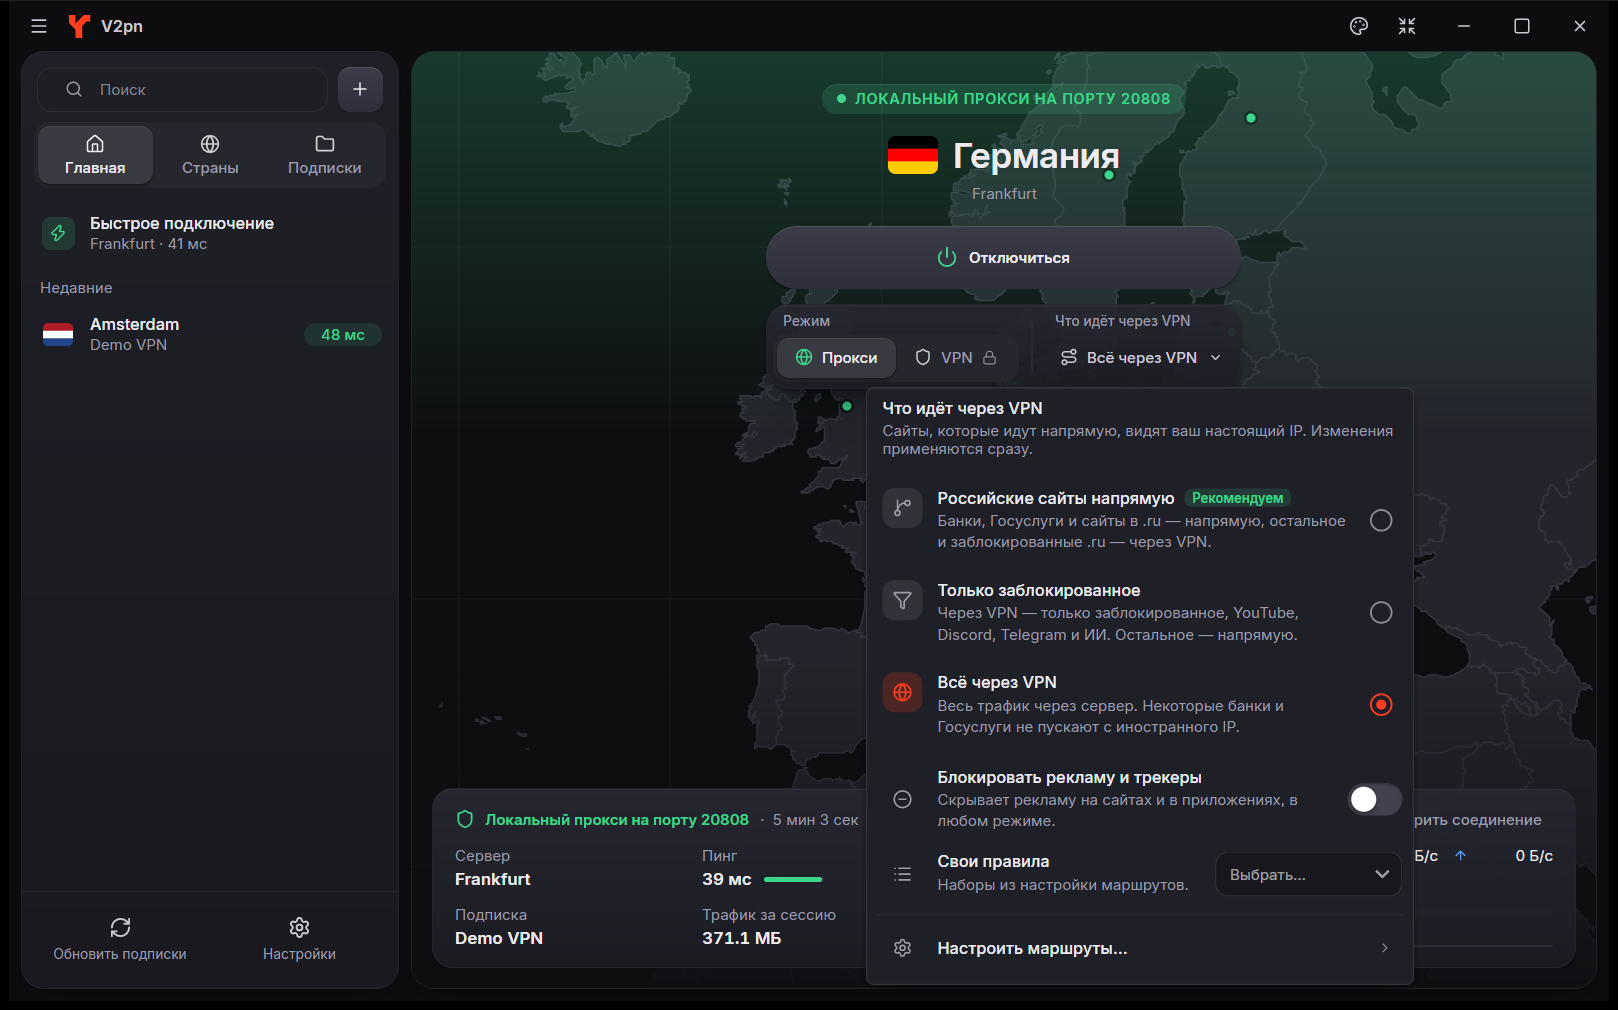 V2pn
Поиск
Главная
Страны
Подписки
Быстрое подключение
Frankfurt · 41 мс
Недавние
Amsterdam
Demo VPN
48 мс
Обновить подписки
Настройки
ЛОКАЛЬНЫЙ ПРОКСИ НА ПОРТУ 20808
Германия
Frankfurt
Отключиться
Режим
Прокси
VPN
Что идёт через VPN
Всё через VPN
Что идёт через VPN
Сайты, которые идут напрямую, видят ваш настоящий IP. Изменения
применяются сразу.
Российские сайты напрямую Рекомендуем
Банки, Госуслуги и сайты в .ru — напрямую, остальное
и заблокированные .ru — через VPN.
Только заблокированное
Через VPN — только заблокированное, YouTube,
Discord, Telegram и ИИ. Остальное — напрямую.
Всё через VPN
Весь трафик через сервер. Некоторые банки и
Госуслуги не пускают с иностранного IP.
Блокировать рекламу и трекеры
Скрывает рекламу на сайтах и в приложениях, в
любом режиме.
Свои правила
Наборы из настройки маршрутов.
Выбрать...
Настроить маршруты...
Локальный прокси на порту 20808 · 5 мин 3 сек
рить соединение
Сервер
Frankfurt
Пинг
39 мс
Б/с
0 Б/с
Подписка
Demo VPN
Трафик за сессию
371.1 МБ